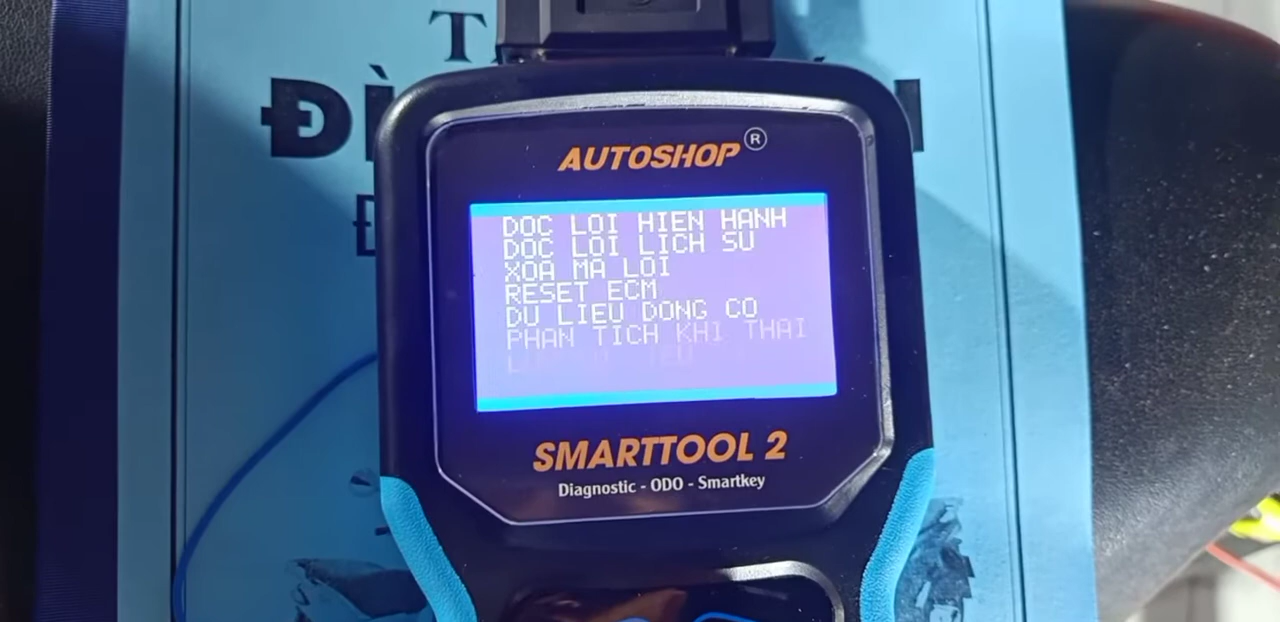 T
ĐÌ
AUTOSHOP®
DOC LOI HIEN HANH
DOC LOI LICH SU
XOA MA LOI
RESET ECM
DU LIEU DONG CO
PHAN TICH KHI THAI
SMARTTOOL 2
Diagnostic - ODO - Smartkey